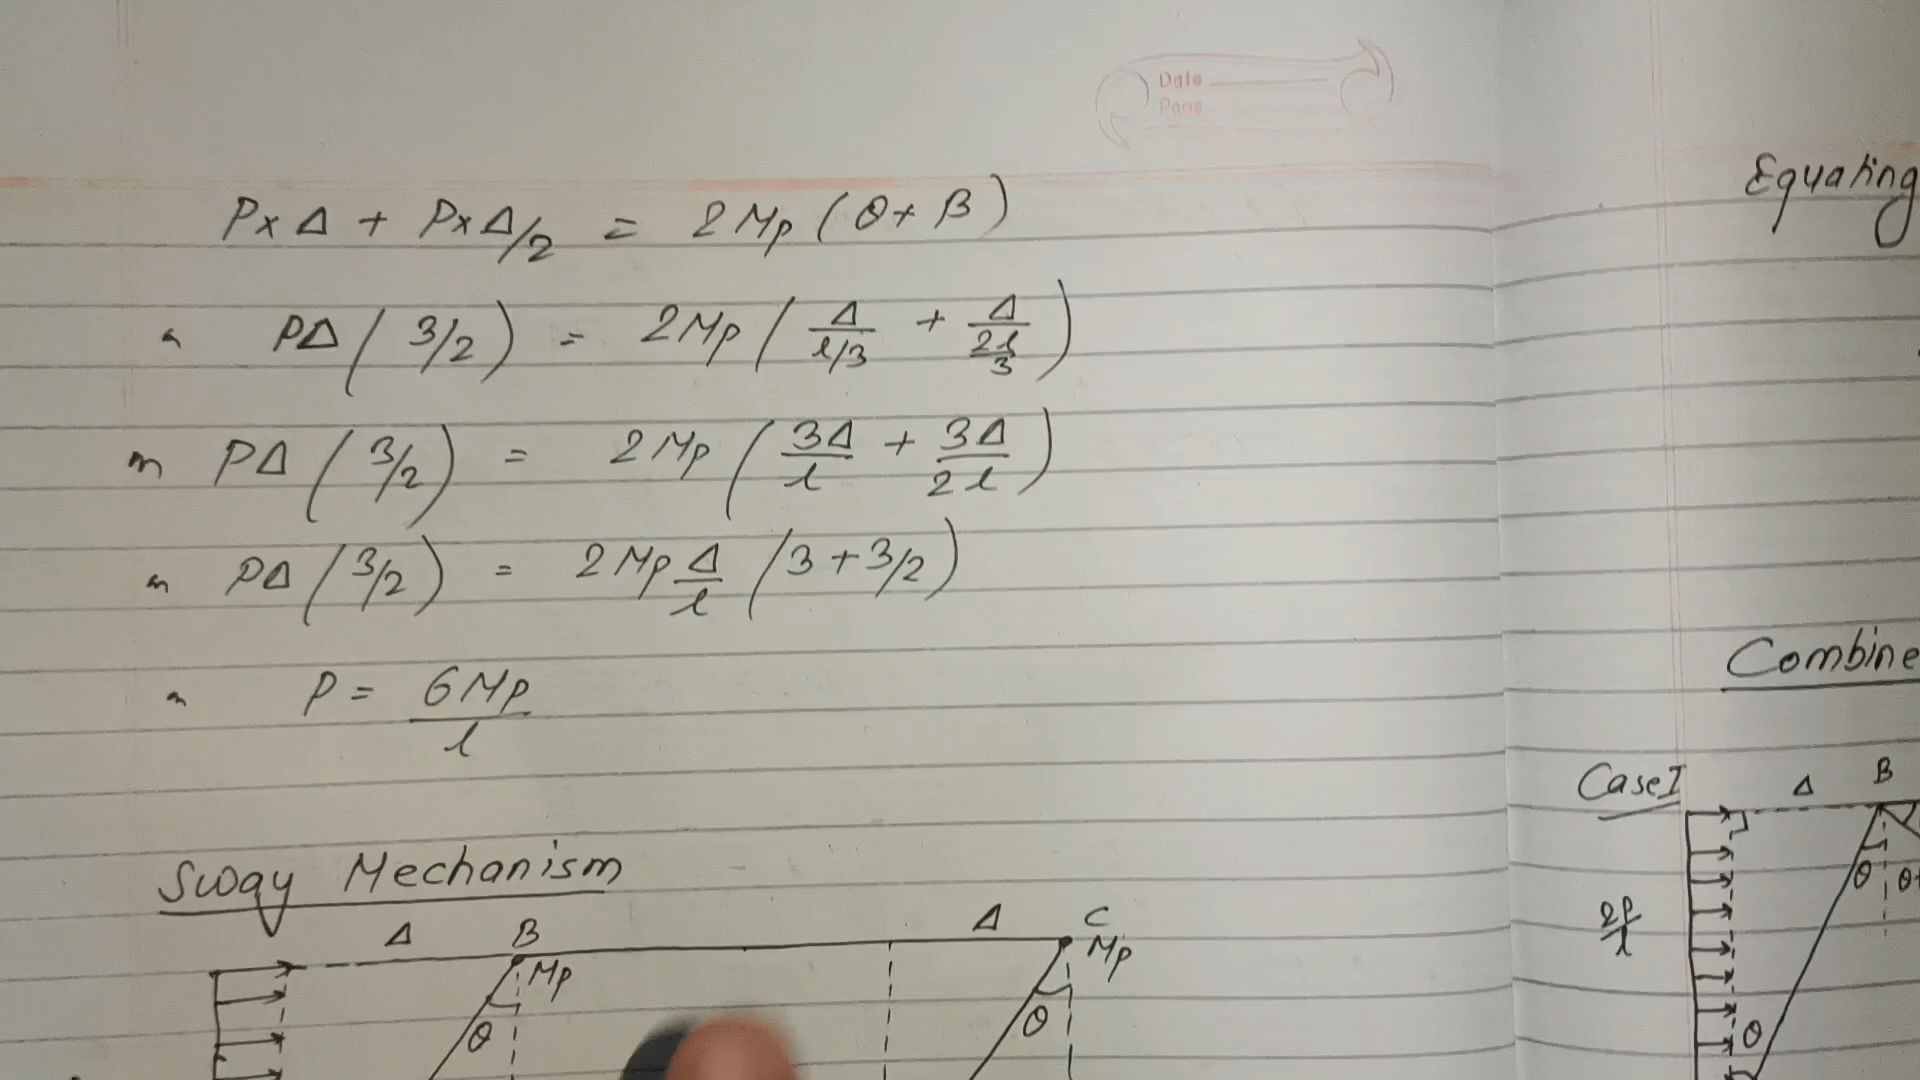 Date
Page
P×Δ + P×Δ/2 = 2Mp (θ+ β)
PΔ ( 3/2 ) = 2Mp ( Δ/(l/3) + Δ/(2l/3) )
PΔ ( 3/2 ) = 2Mp ( 3Δ/l + 3Δ/2l )
PΔ ( 3/2 ) = 2Mp Δ/l (3 + 3/2)
P = 6Mp/l
Sway Mechanism
Δ B Δ C
Mp Mp
θ θ
Equating
Combine
Case I Δ B
θ θ+
2P/l
θ